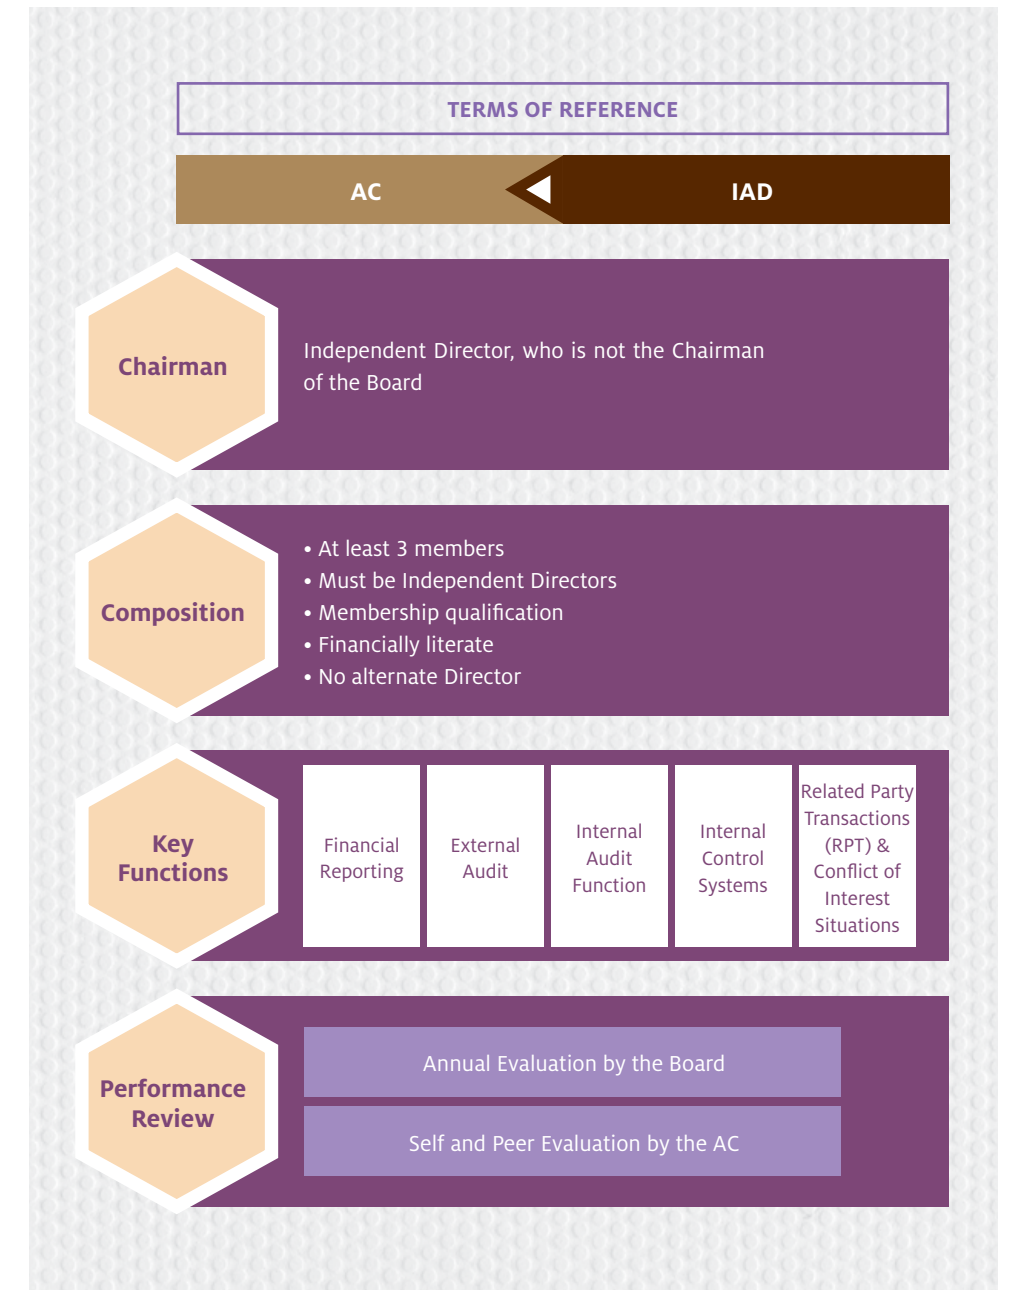 TERMS OF REFERENCE
AC
IAD
Chairman
Independent Director, who is not the Chairman
of the Board
Composition
• At least 3 members
• Must be Independent Directors
• Membership qualification
• Financially literate
• No alternate Director
Key
Functions
Financial
Reporting
External
Audit
Internal
Audit
Function
Internal
Control
Systems
Related Party
Transactions
(RPT) &
Conflict of
Interest
Situations
Performance
Review
Annual Evaluation by the Board
Self and Peer Evaluation by the AC